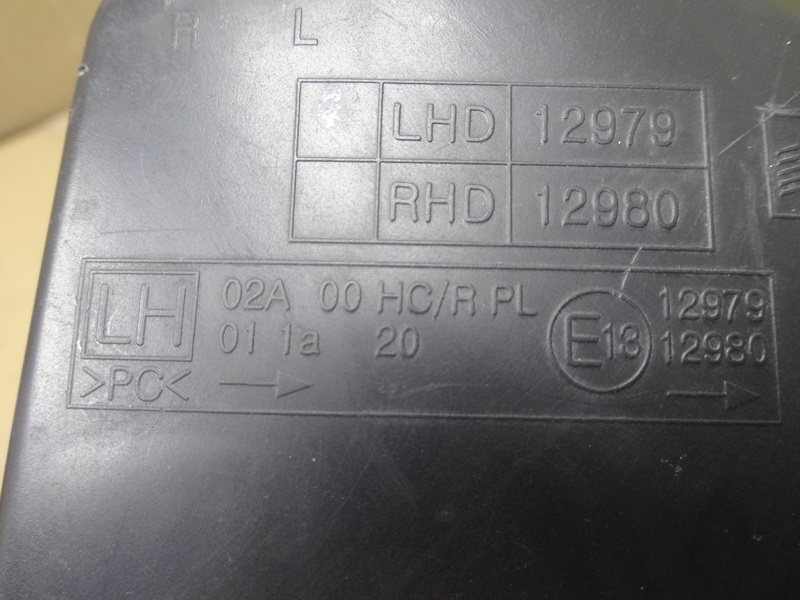 R L
LHD 12979
RHD 12980
LH 02A 00 HC/R PL E13 12979
01 1a 20 12980
>PC<